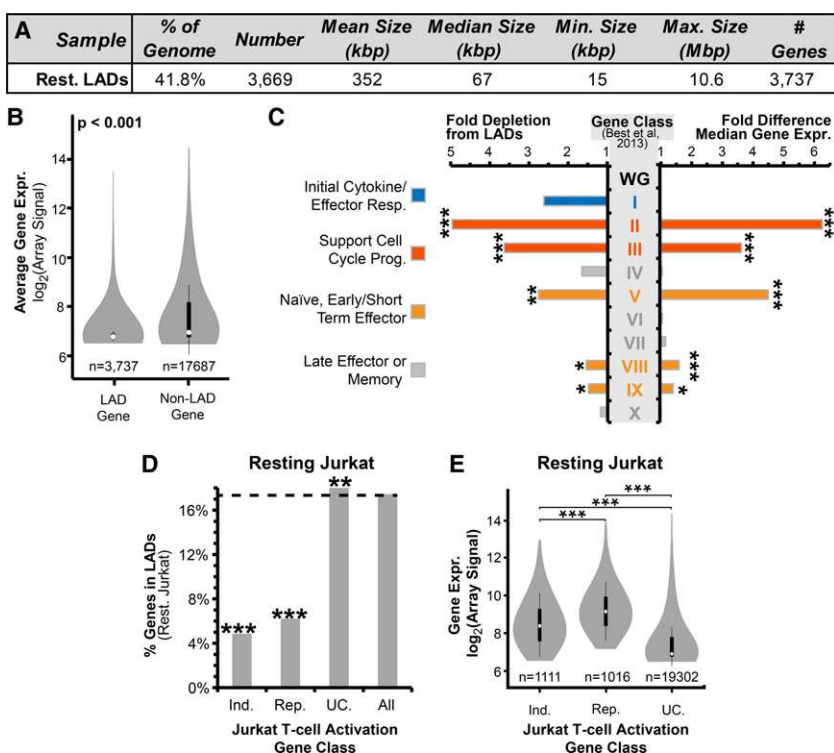 A
Sample % of Genome Number Mean Size (kbp) Median Size (kbp) Min. Size (kbp) Max. Size (Mbp) # Genes
Rest. LADs 41.8% 3,669 352 67 15 10.6 3,737
B
p < 0.001
Average Gene Expr.
log2(Array Signal)
14
12
10
8
6
n=3,737 n=17687
LAD Gene
Non-LAD Gene
C
Fold Depletion from LADs
Gene Class
(Best et al, 2013)
Fold Difference
Median Gene Expr.
5 3 2 1
1 2 3 4 5 6
WG
Initial Cytokine/
Effector Resp.
I
*** II ***
Support Cell
Cycle Prog.
*** III ***
IV
Naïve, Early/Short
Term Effector
** V ***
VI
VII
Late Effector or
Memory
* VIII ***
* IX *
X
D
Resting Jurkat
% Genes in LADs
(Rest. Jurkat)
16%
12%
8%
4%
0%
*** *** **
Ind. Rep. UC. All
Jurkat T-cell Activation
Gene Class
E
Resting Jurkat
Gene Expr.
log2(Array Signal)
14
12
10
8
6
***
***
***
n=1111 n=1016 n=19302
Ind. Rep. UC.
Jurkat T-cell Activation
Gene Class